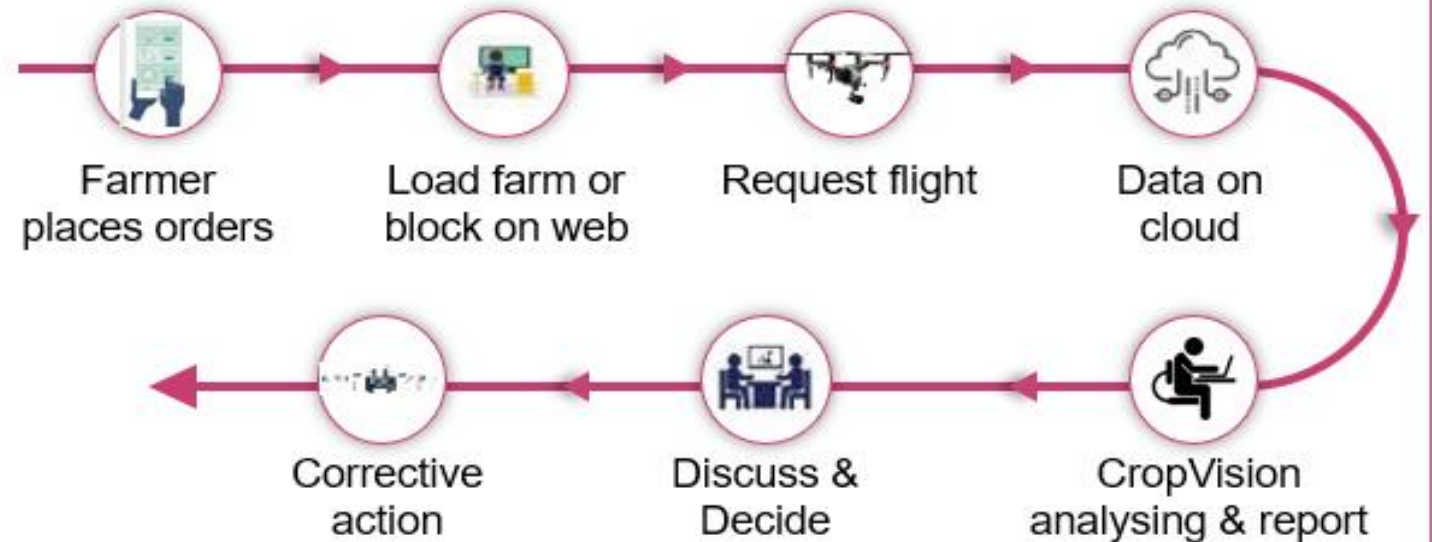 Farmer
places orders
Load farm or
block on web
Request flight
Data on
cloud
CropVision
analysing & report
Discuss &
Decide
Corrective
action